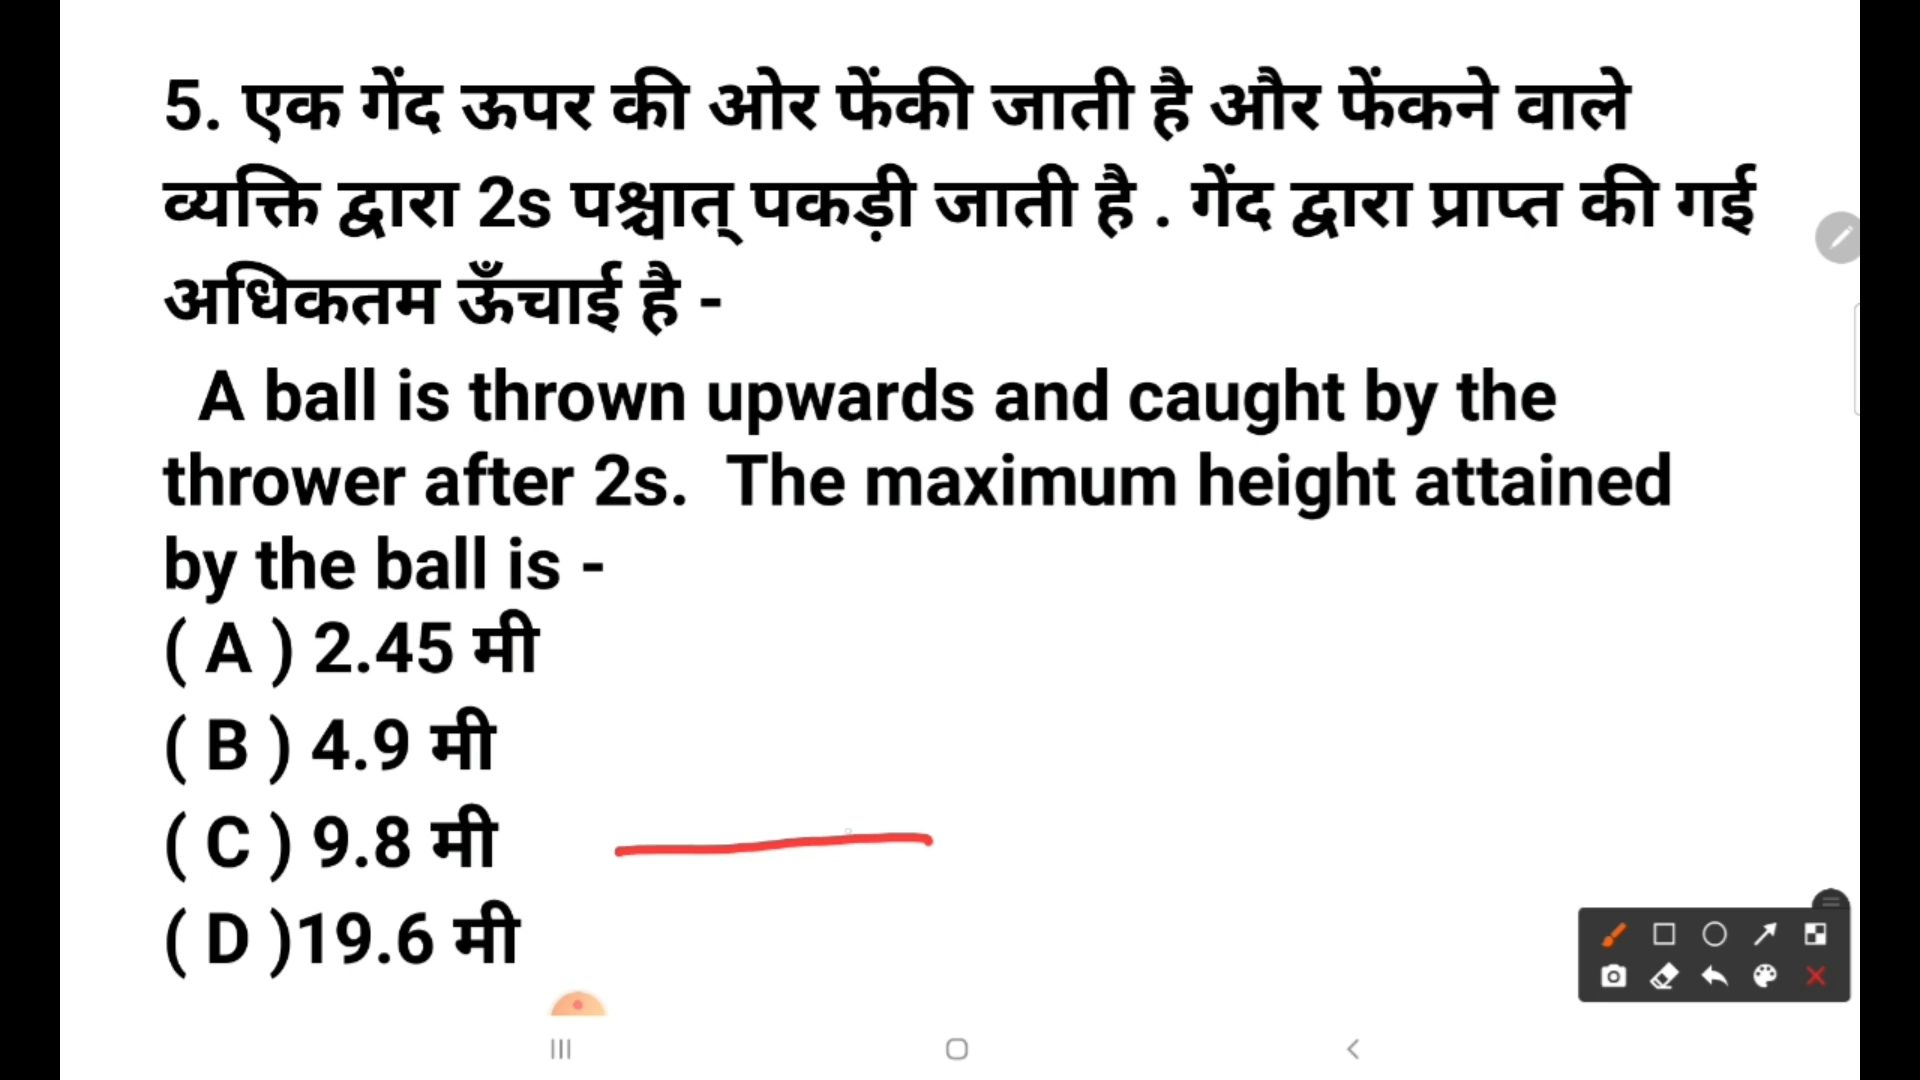 5. एक गेंद ऊपर की ओर फेंकी जाती है और फेंकने वाले
व्यक्ति द्वारा 2s पश्चात् पकड़ी जाती है . गेंद द्वारा प्राप्त की गई
अधिकतम ऊँचाई है -
A ball is thrown upwards and caught by the
thrower after 2s. The maximum height attained
by the ball is -
( A ) 2.45 मी
( B ) 4.9 मी
( C ) 9.8 मी
( D )19.6 मी